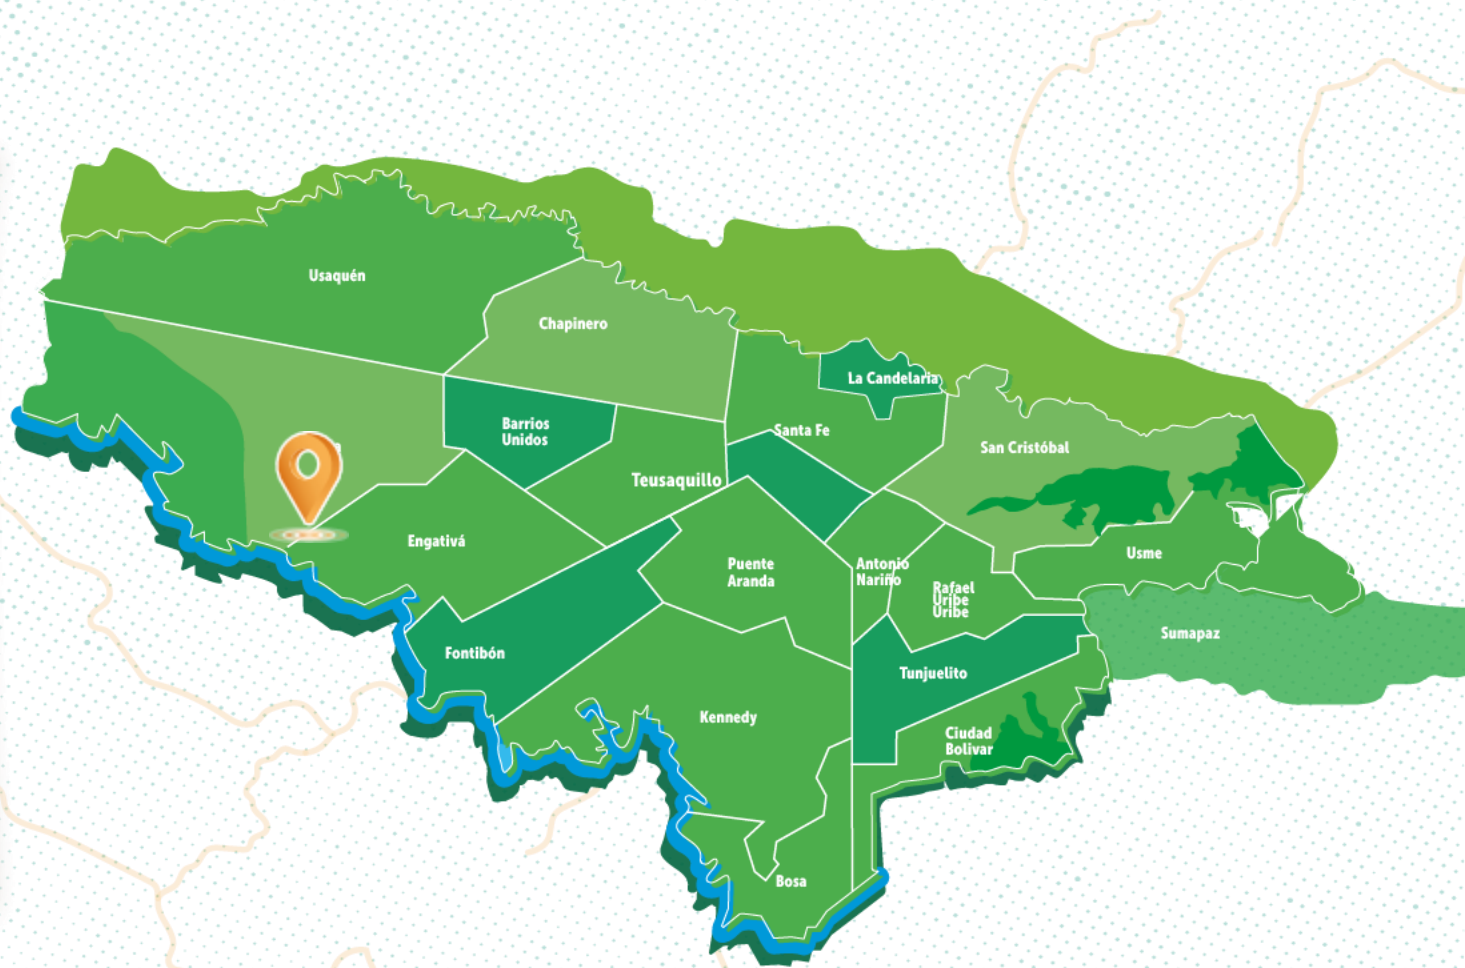 Usaquén
Chapinero
La Candelaria
Barrios
Unidos
Santa Fe
San Cristóbal
Teusaquillo
Engativá
Usme
Puente
Aranda
Antonio
Nariño
Rafael
Uribe
Uribe
Sumapaz
Fontibón
Tunjuelito
Kennedy
Ciudad
Bolivar
Bosa